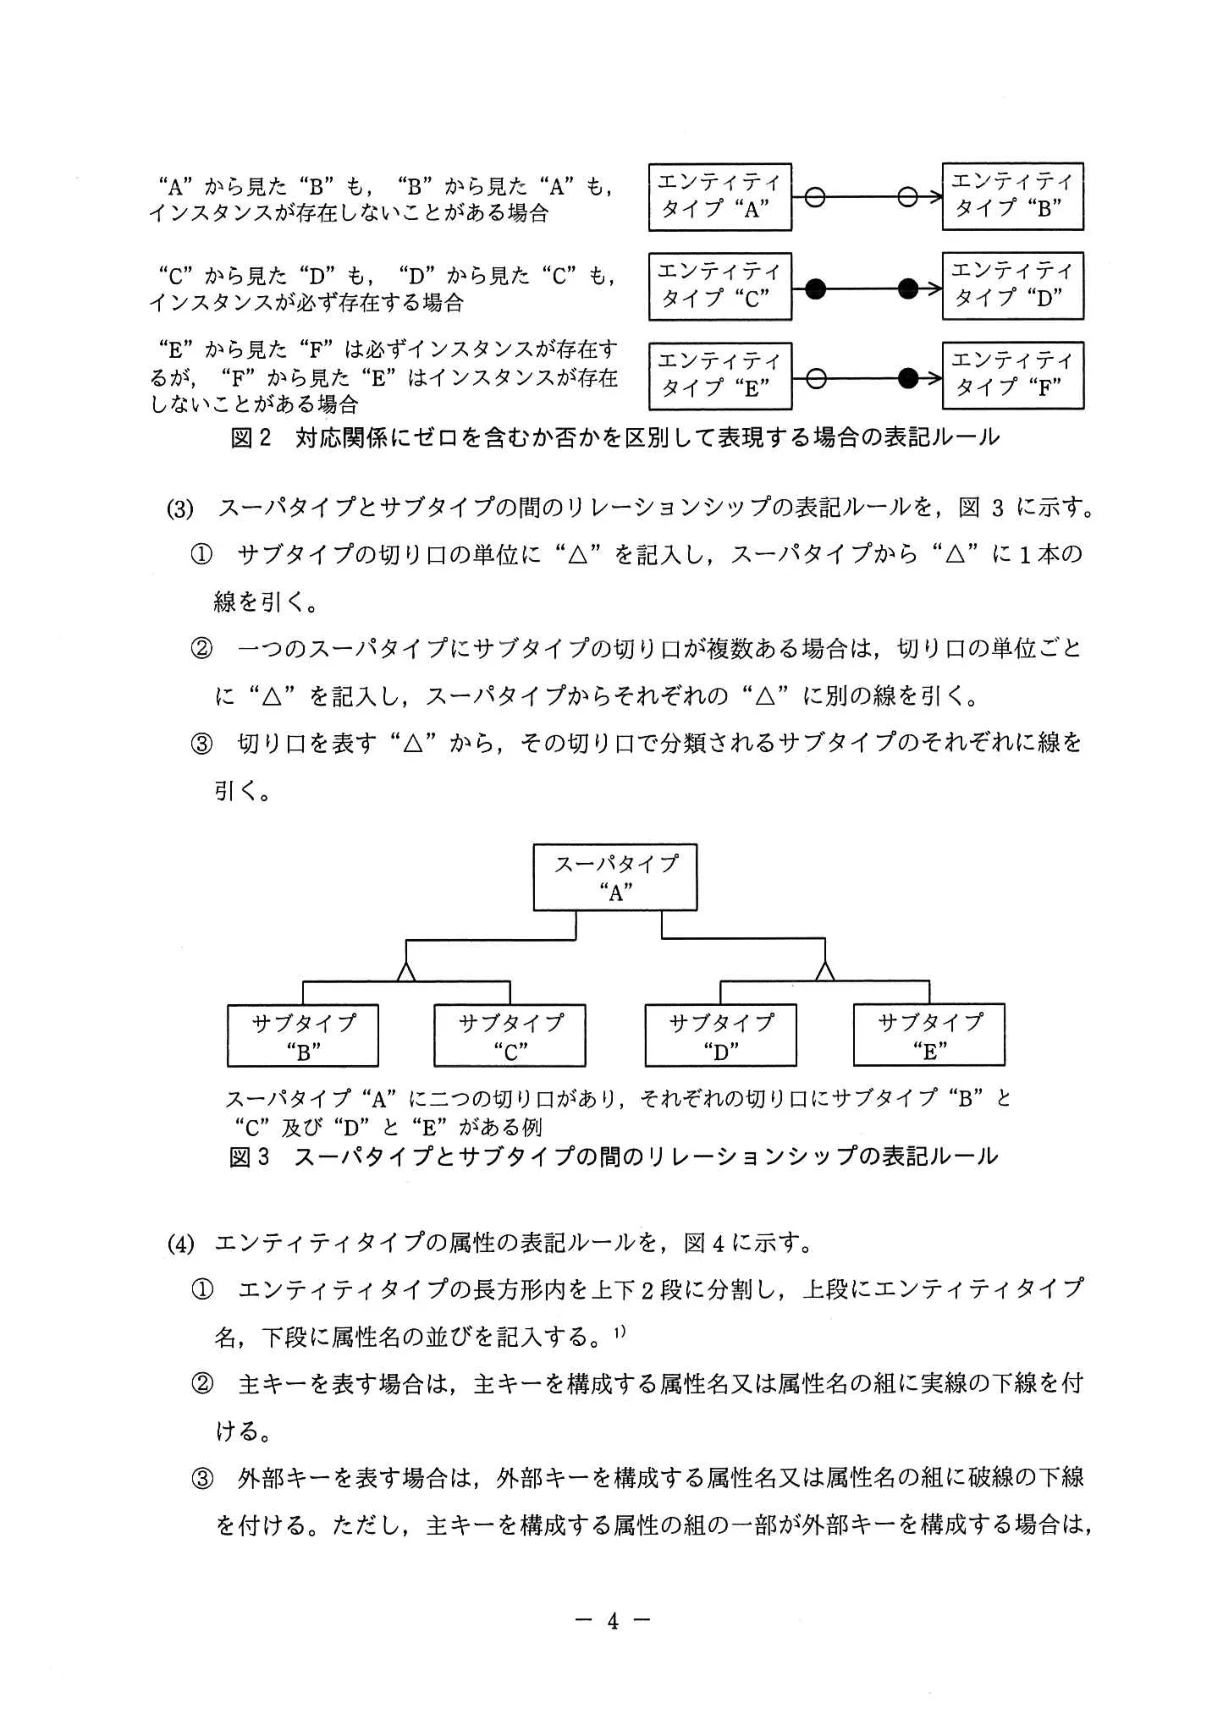 “A” から見た “B” も， “B” から見た “A” も，
インスタンスが存在しないことがある場合
エンティティ
タイプ “A”
エンティティ
タイプ “B”
“C” から見た “D” も， “D” から見た “C” も，
インスタンスが必ず存在する場合
エンティティ
タイプ “C”
エンティティ
タイプ “D”
“E” から見た “F” は必ずインスタンスが存在す
るが， “F” から見た “E” はインスタンスが存在
しないことがある場合
エンティティ
タイプ “E”
エンティティ
タイプ “F”
図2　対応関係にゼロを含むか否かを区別して表現する場合の表記ルール
(3)　スーパタイプとサブタイプの間のリレーションシップの表記ルールを，図 3 に示す。
①　サブタイプの切り口の単位に “△” を記入し，スーパタイプから “△” に1本の
線を引く。
②　一つのスーパタイプにサブタイプの切り口が複数ある場合は，切り口の単位ごと
に “△” を記入し，スーパタイプからそれぞれの “△” に別の線を引く。
③　切り口を表す “△” から，その切り口で分類されるサブタイプのそれぞれに線を
引く。
スーパタイプ
“A”
サブタイプ
“B”
サブタイプ
“C”
サブタイプ
“D”
サブタイプ
“E”
スーパタイプ “A” に二つの切り口があり，それぞれの切り口にサブタイプ “B” と
“C” 及び “D” と “E” がある例
図3　スーパタイプとサブタイプの間のリレーションシップの表記ルール
(4)　エンティティタイプの属性の表記ルールを，図4に示す。
①　エンティティタイプの長方形内を上下2段に分割し，上段にエンティティタイプ
名，下段に属性名の並びを記入する。1)
②　主キーを表す場合は，主キーを構成する属性名又は属性名の組に実線の下線を付
ける。
③　外部キーを表す場合は，外部キーを構成する属性名又は属性名の組に破線の下線
を付ける。ただし，主キーを構成する属性の組の一部が外部キーを構成する場合は，
－ 4 －